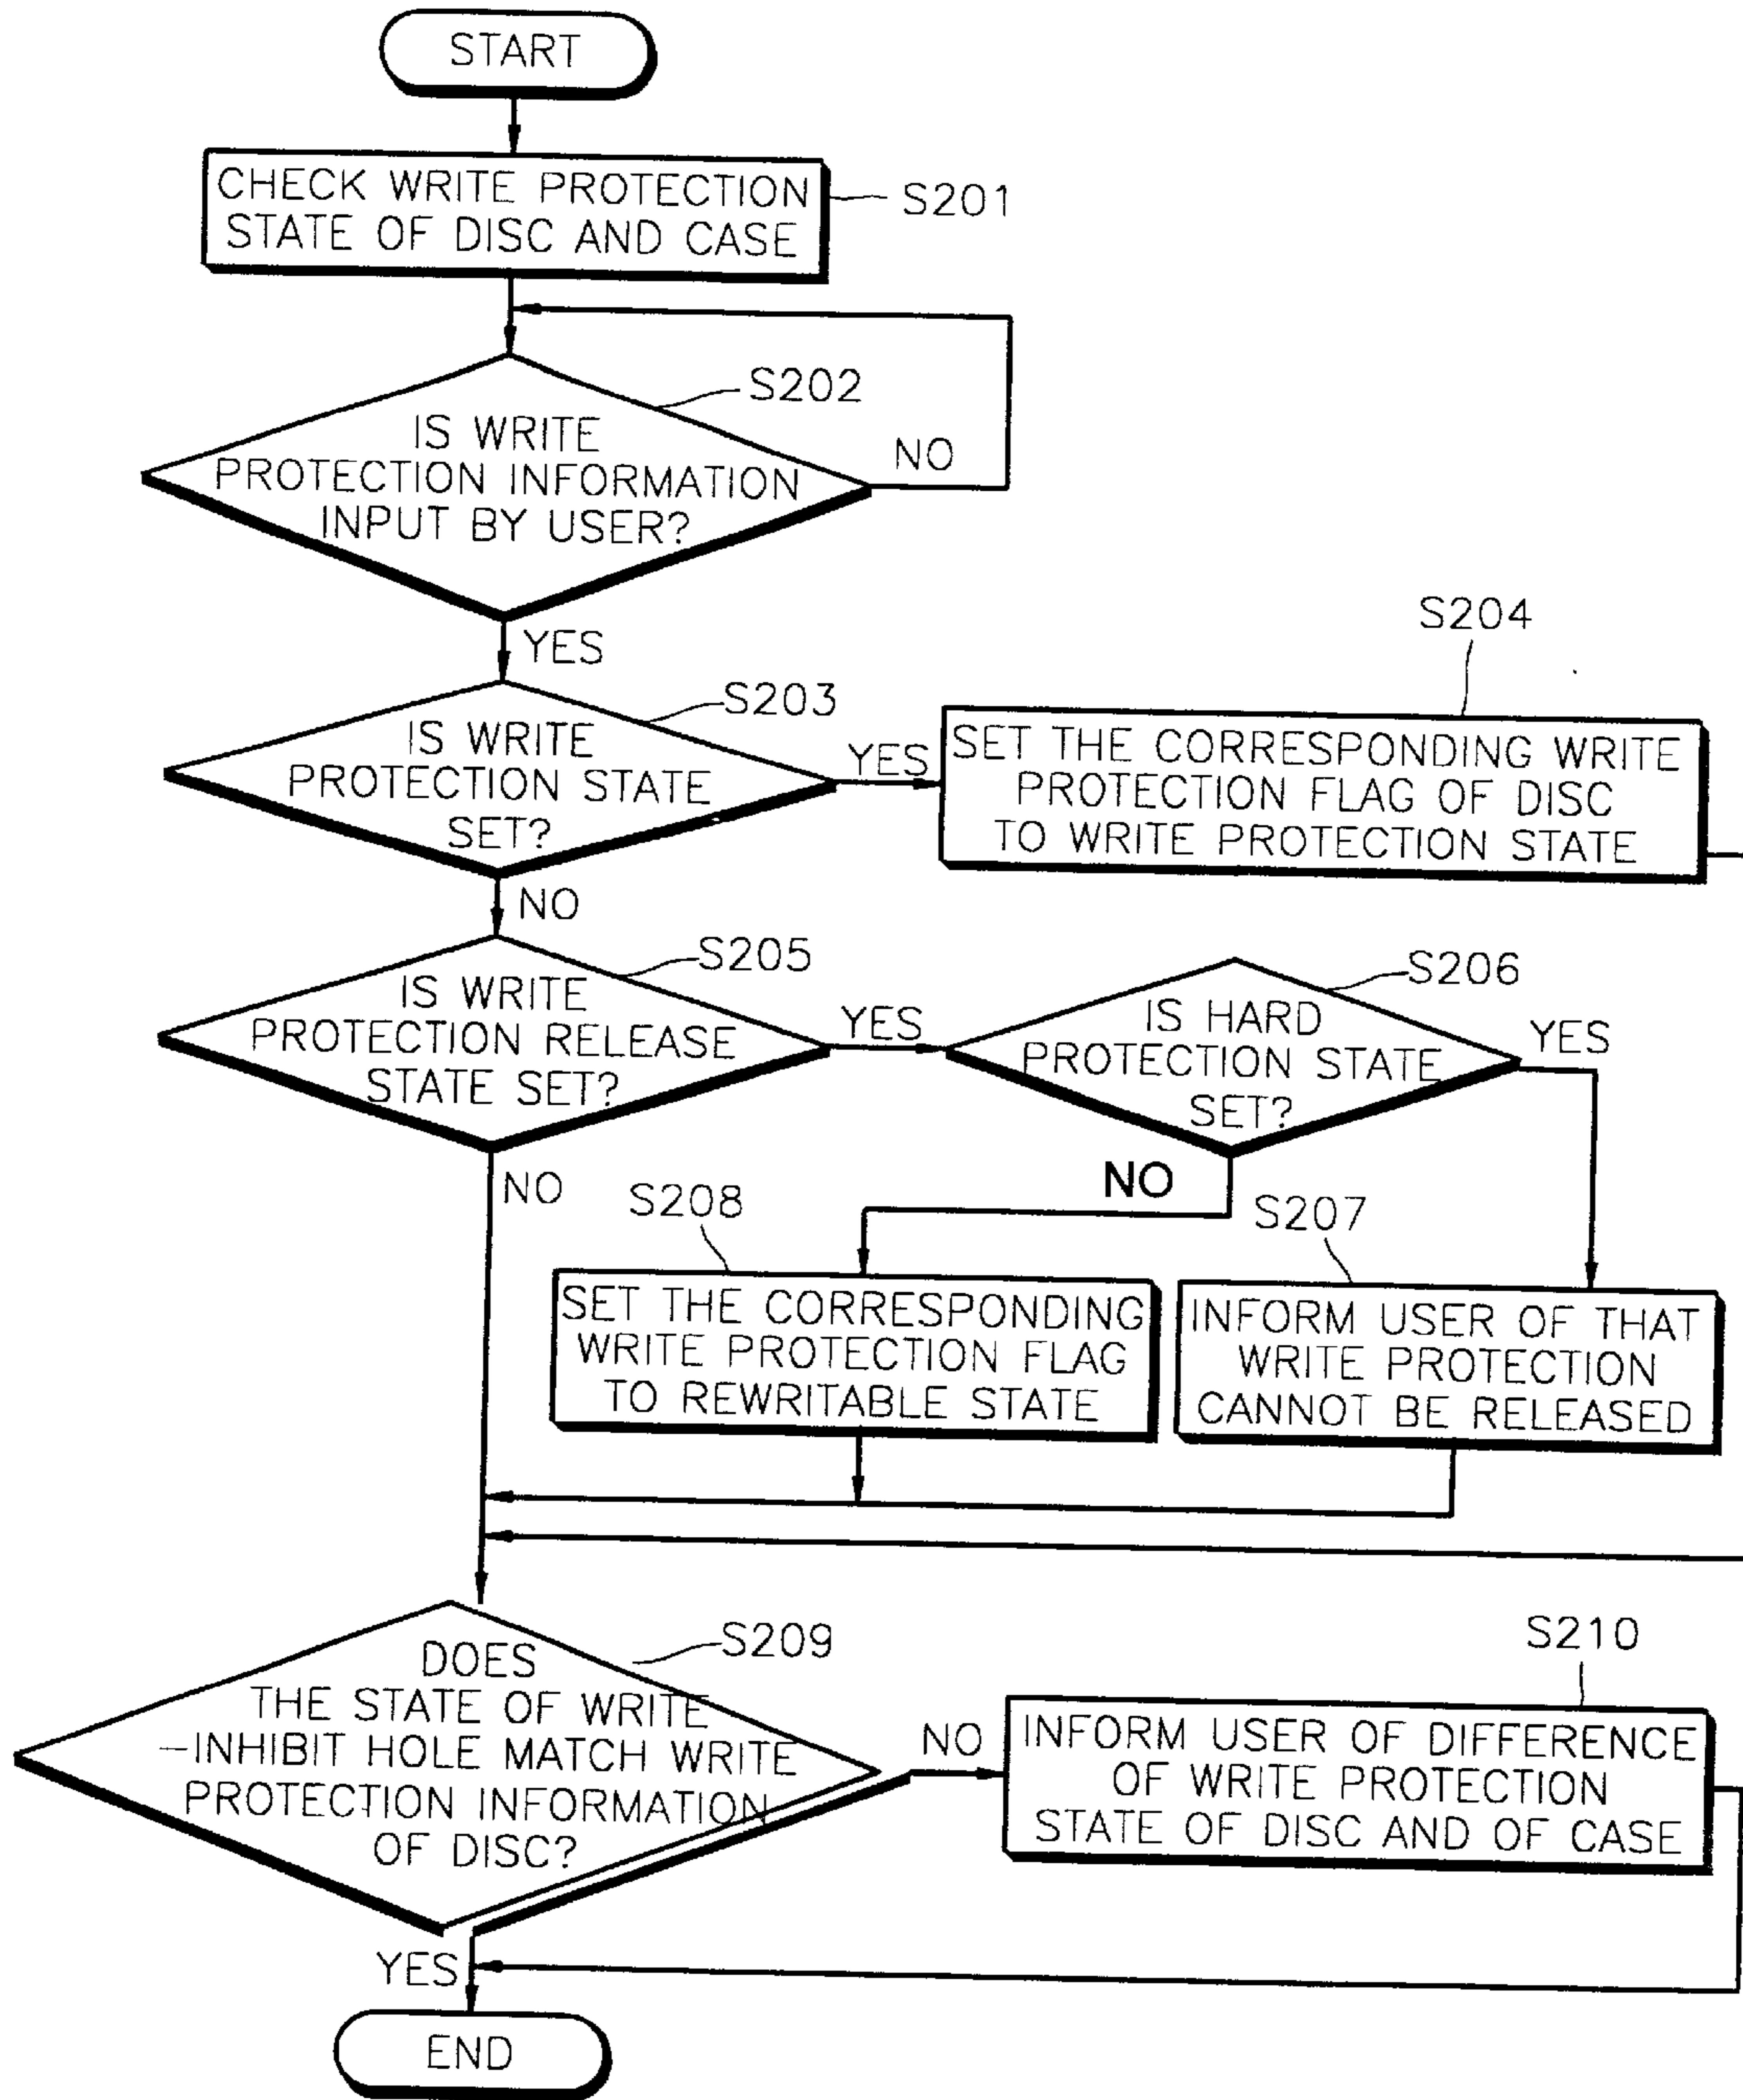 START
CHECK WRITE PROTECTION
STATE OF DISC AND CASE
S201
S202
IS WRITE
PROTECTION INFORMATION
INPUT BY USER?
NO
YES
S203
IS WRITE
PROTECTION STATE
SET?
YES
S204
SET THE CORRESPONDING WRITE
PROTECTION FLAG OF DISC
TO WRITE PROTECTION STATE
NO
S205
IS WRITE
PROTECTION RELEASE
STATE SET?
YES
S206
IS HARD
PROTECTION STATE
SET?
YES
NO
NO
S208
SET THE CORRESPONDING
WRITE PROTECTION FLAG
TO REWRITABLE STATE
S207
INFORM USER OF THAT
WRITE PROTECTION
CANNOT BE RELEASED
S209
DOES
THE STATE OF WRITE
-INHIBIT HOLE MATCH WRITE
PROTECTION INFORMATION
OF DISC?
NO
S210
INFORM USER OF DIFFERENCE
OF WRITE PROTECTION
STATE OF DISC AND OF CASE
YES
END